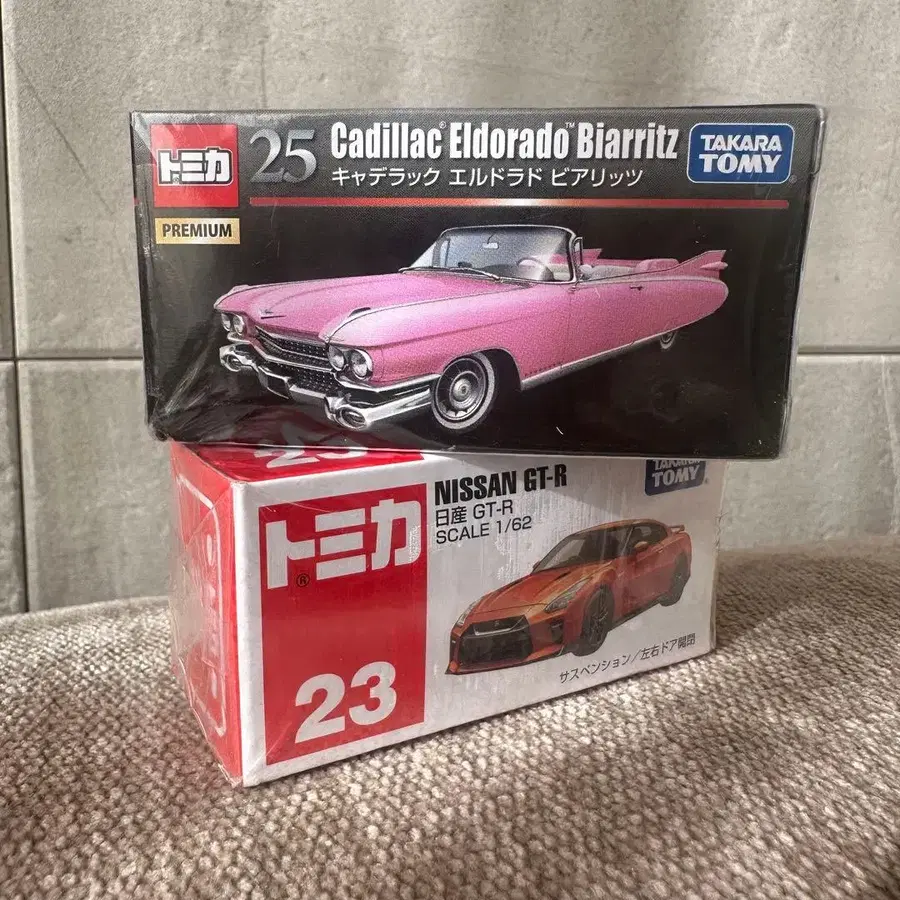 トミカ
25
Cadillac® Eldorado™ Biarritz
キャデラック エルドラド ビアリッツ
TAKARA
TOMY
PREMIUM
23
トミカ
®
NISSAN GT-R
日産 GT-R
SCALE 1/62
TOMY
23
サスペンション/左右ドア開閉